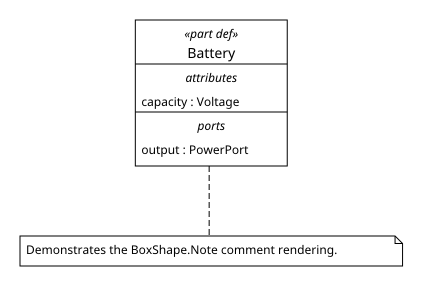 «part def»
Battery
attributes
capacity : Voltage
ports
output : PowerPort
Demonstrates the BoxShape.Note comment rendering.